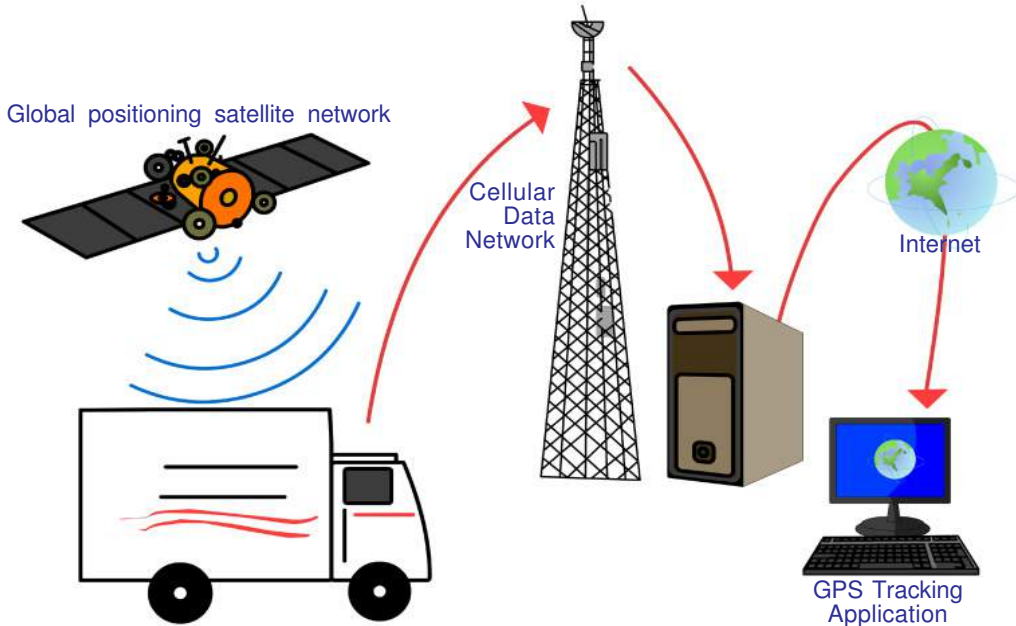 Global positioning satellite network
Cellular
Data
Network
Internet
GPS Tracking
Application